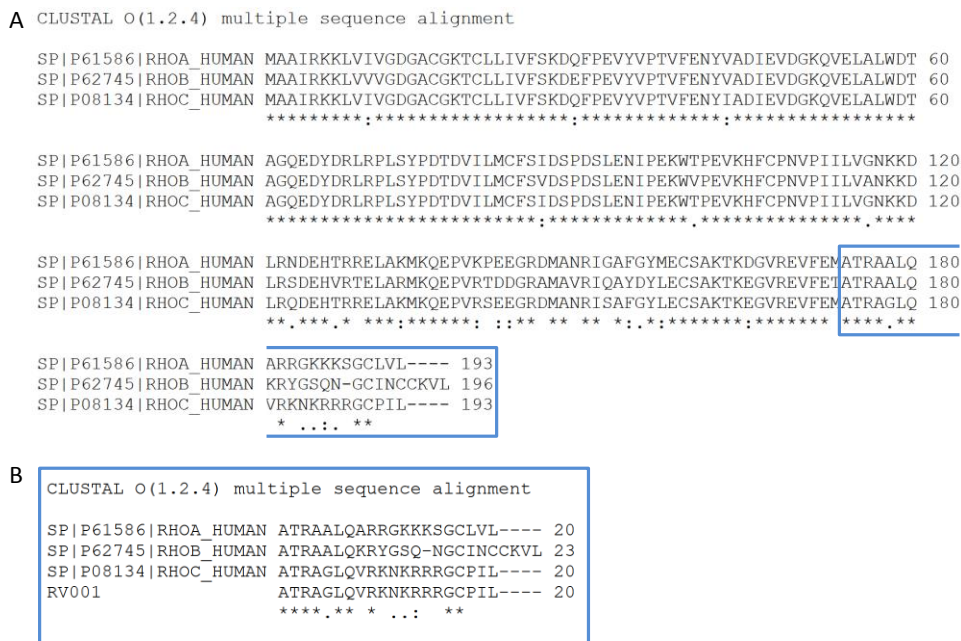 CLUSTAL O(1.2.4) multiple sequence alignment
A
SP|P61586|RHOA_HUMAN MAAIRKKLVIVGDGACGKTCLLIVFSKDQFPEVYVPTVFENYVADIEVDGKQVELALWDT 60
SP|P62745|RHOB_HUMAN MAAIRKKLVVVGDGACGKTCLLIVFSKDEFPEVYVPTVFENYVADIEVDGKQVELALWDT 60
SP|P08134|RHOC_HUMAN MAAIRKKLVIVGDGACGKTCLLIVFSKDQFPEVYVPTVFENYIADIEVDGKQVELALWDT 60
*********:******************:*************:*****************
SP|P61586|RHOA_HUMAN AGQEDYDRLRPLSYPDTDVILMCFSIDSPDSLENIPEKWTPEVKHFCPNVPIILVGNKKD 120
SP|P62745|RHOB_HUMAN AGQEDYDRLRPLSYPDTDVILMCFSVDSPDSLENIPEKWVPEVKHFCPNVPIILVANKKD 120
SP|P08134|RHOC_HUMAN AGQEDYDRLRPLSYPDTDVILMCFSIDSPDSLENIPEKWTPEVKHFCPNVPIILVGNKKD 120
*************************:*************.***************.****
SP|P61586|RHOA_HUMAN LRNDEHTRRELAKMKQEPVKPEEGRDMANRIGAFGYMECSAKTKDGVREVFEMATRAALQ 180
SP|P62745|RHOB_HUMAN LRSDEHVRTELARMKQEPVRTDDGRAMAVRIQAYDYLECSAKTKEGVREVFETATRAALQ 180
SP|P08134|RHOC_HUMAN LRQDEHTRRELAKMKQEPVRSEEGRDMANRISAFGYLECSAKTKEGVREVFEMATRAGLQ 180
**.***.* ***:******: ::** ** ** *:.*:*******:******* ****.**
SP|P61586|RHOA_HUMAN ARRGKKKSGCLVL---- 193
SP|P62745|RHOB_HUMAN KRYGSQN-GCINCCKVL 196
SP|P08134|RHOC_HUMAN VRKNKRRRGCPIL---- 193
* ..:. **
B
CLUSTAL O(1.2.4) multiple sequence alignment
SP|P61586|RHOA_HUMAN ATRAALQARRGKKKSGCLVL---- 20
SP|P62745|RHOB_HUMAN ATRAALQKRYGSQ-NGCINCCKVL 23
SP|P08134|RHOC_HUMAN ATRAGLQVRKNKRRRGCPIL---- 20
RV001 ATRAGLQVRKNKRRRGCPIL---- 20
****.** * ..: **